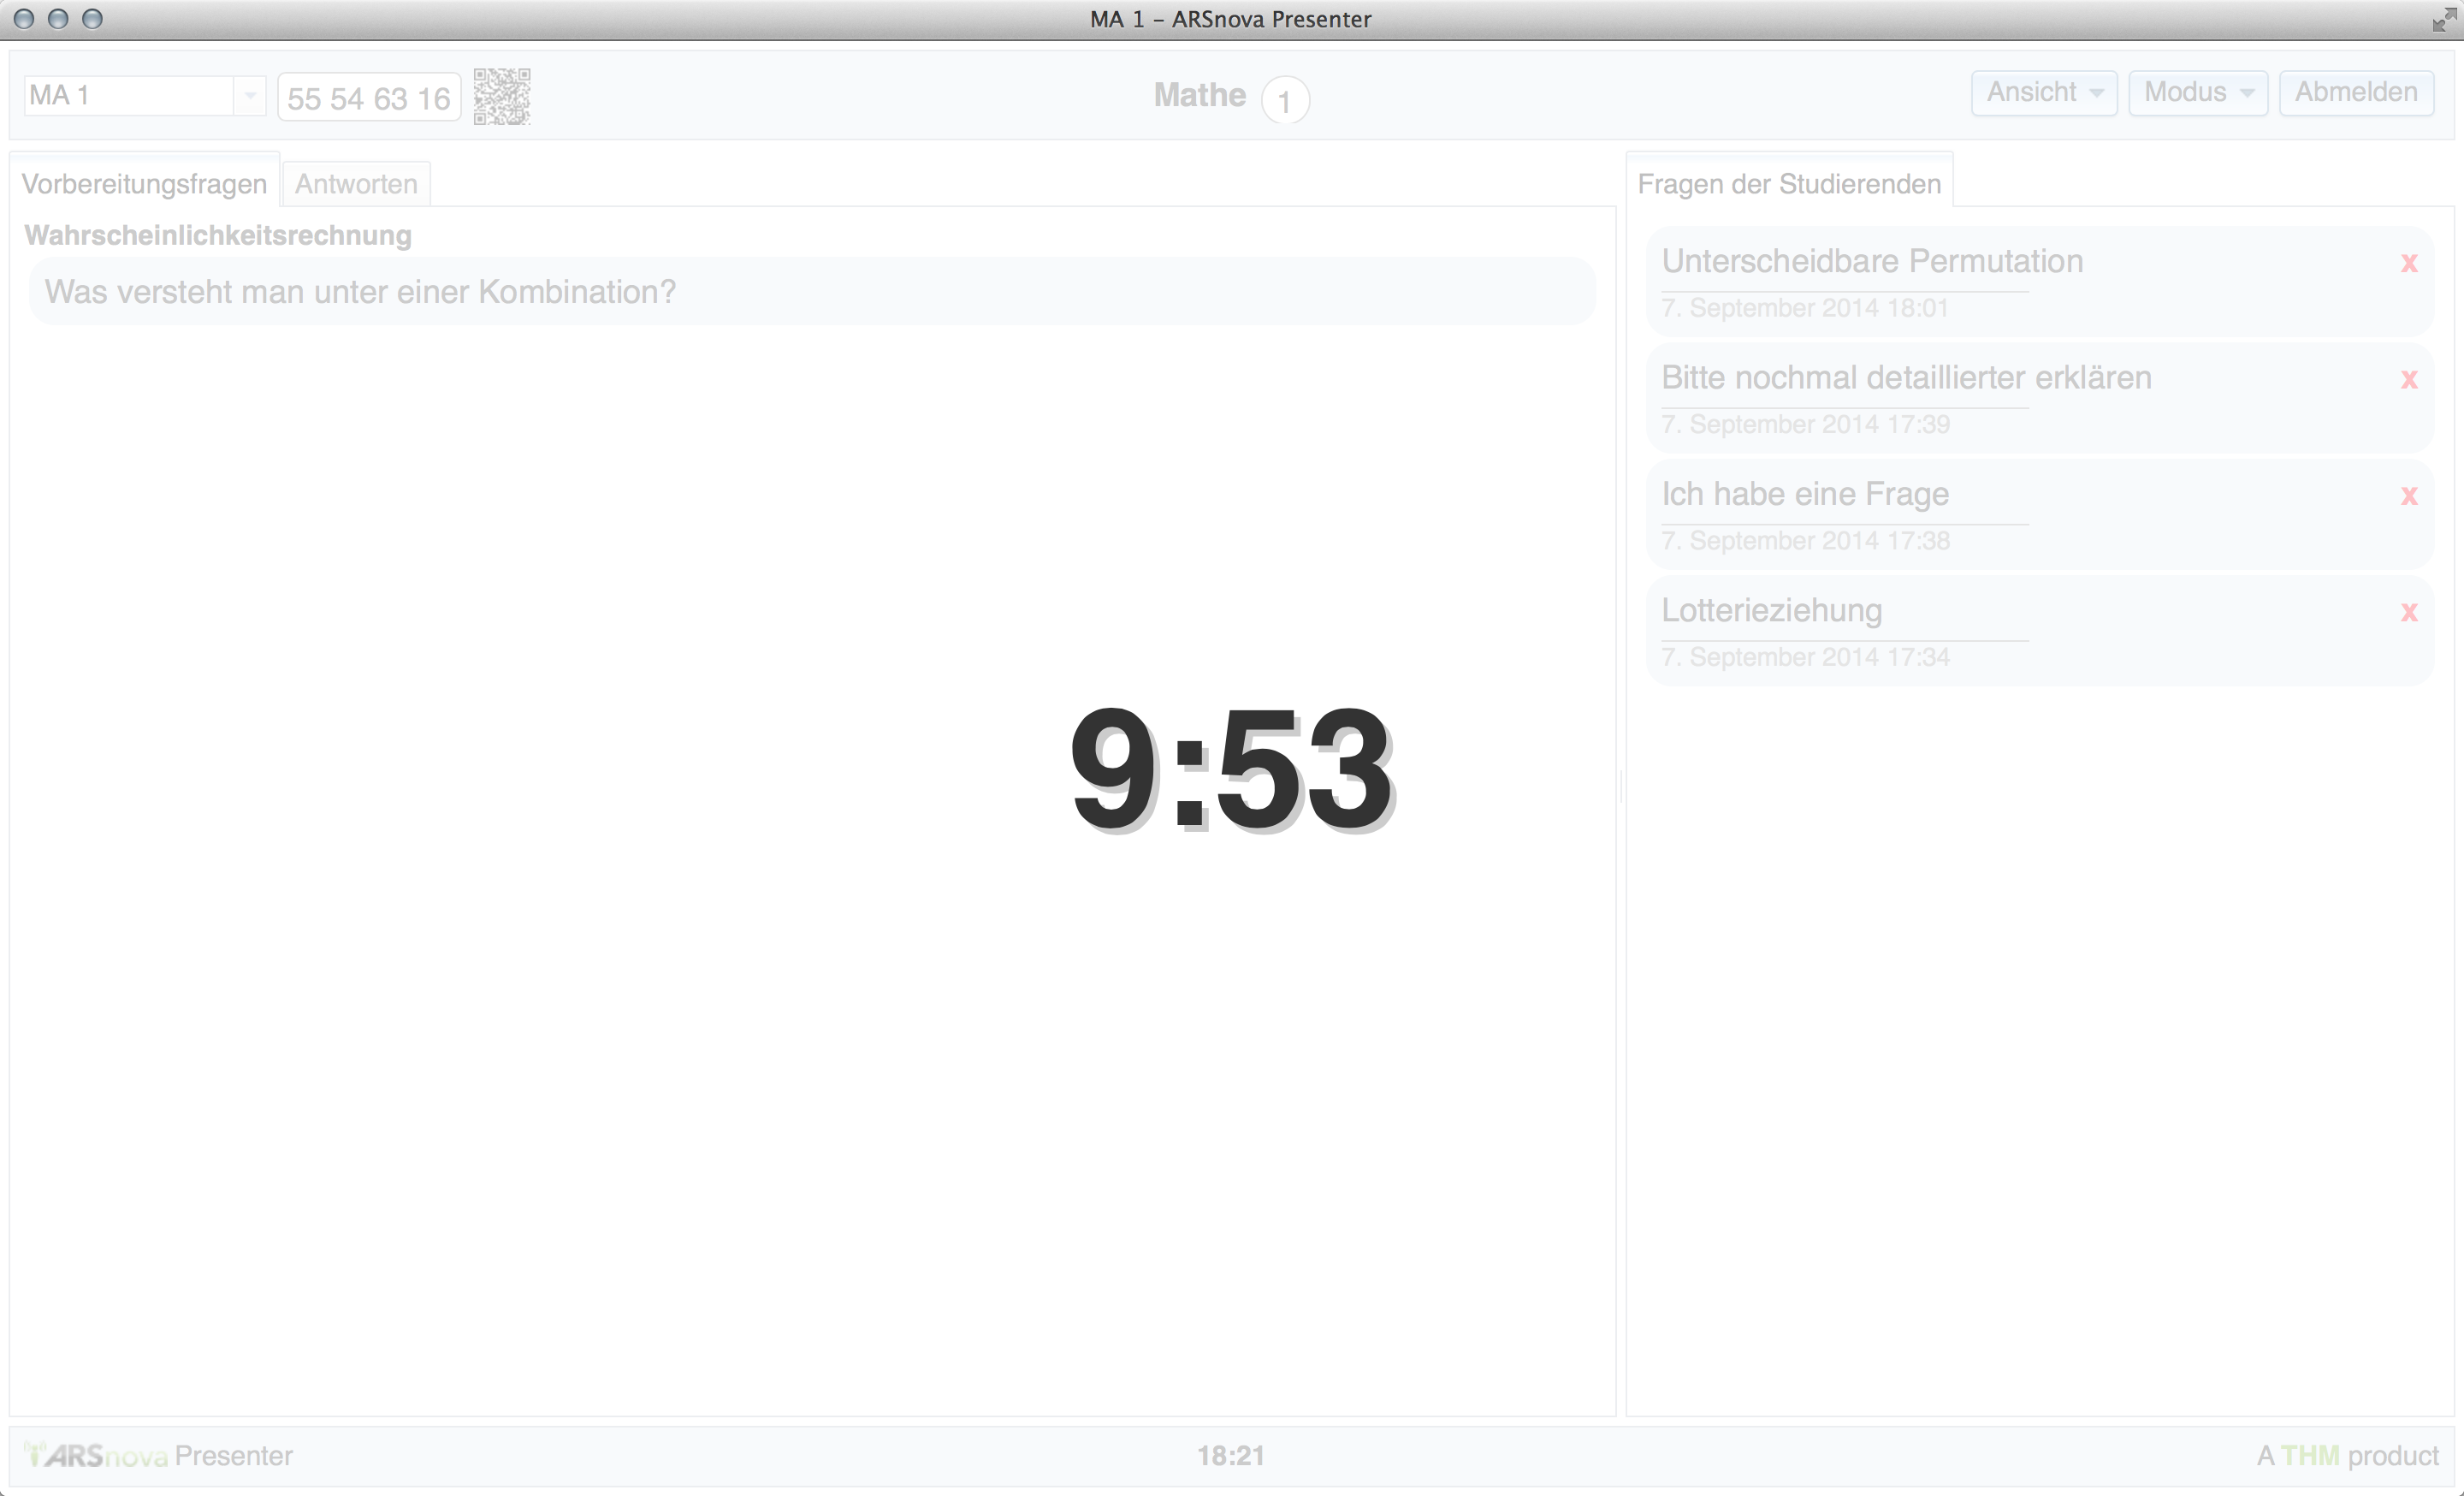 MA 1 – ARSnova Presenter
MA 1
55 54 63 16
Mathe 1
Ansicht
Modus
Abmelden
Vorbereitungsfragen
Antworten
Wahrscheinlichkeitsrechnung
Was versteht man unter einer Kombination?
Fragen der Studierenden
Unterscheidbare Permutation
x
7. September 2014 18:01
Bitte nochmal detaillierter erklären
x
7. September 2014 17:39
Ich habe eine Frage
x
7. September 2014 17:38
Lotterieziehung
x
7. September 2014 17:34
9:53
ARSnova Presenter
18:21
A THM product